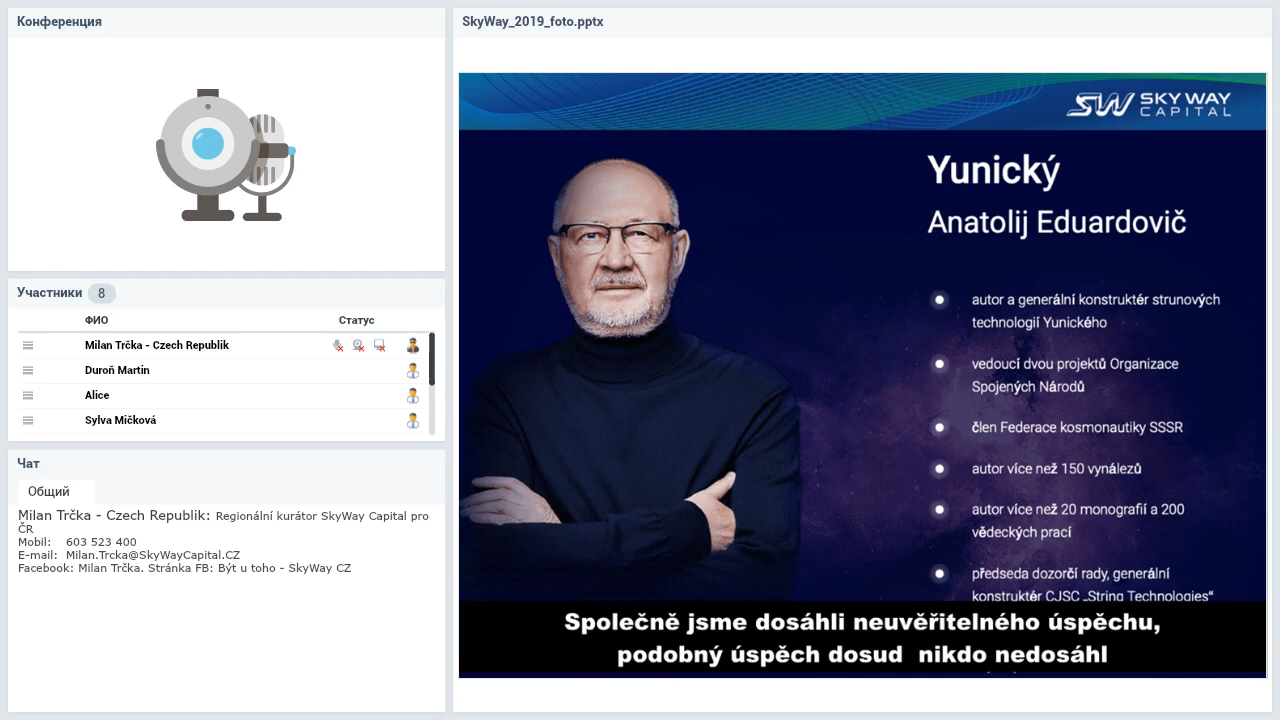 Конференция
Участники 8
ФИО Статус
Milan Trčka - Czech Republik
Duroň Martin
Alice
Sylva Mičková
Чат
Общий
Milan Trčka - Czech Republik: Regionální kurátor SkyWay Capital pro
ČR
Mobil: 603 523 400
E-mail: Milan.Trcka@SkyWayCapital.CZ
Facebook: Milan Trčka. Stránka FB: Být u toho - SkyWay CZ
SkyWay_2019_foto.pptx
SW SKY WAY
CAPITAL
Yunický
Anatolij Eduardovič
autor a generální konstruktér strunových
technologií Yunického
vedoucí dvou projektů Organizace
Spojených Národů
člen Federace kosmonautiky SSSR
autor více než 150 vynálezů
autor více než 20 monografií a 200
vědeckých prací
předseda dozorčí rady, generální
konstruktér CJSC „String Technologies“
Společně jsme dosáhli neuvěřitelného úspěchu,
podobný úspěch dosud nikdo nedosáhl